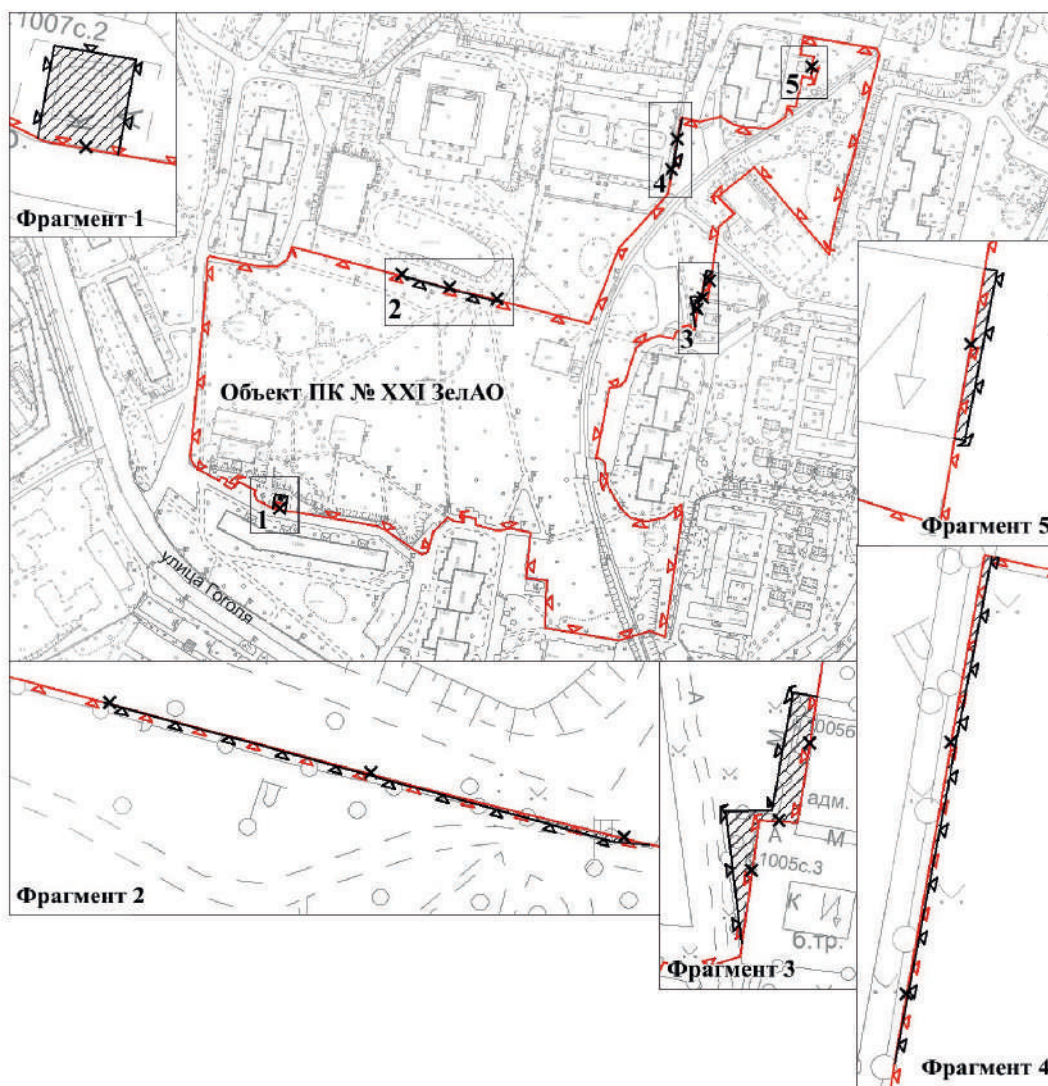 1007с.2
Фрагмент 1
5
4
2
3
Объект ПК № XXI ЗелАО
1
улица Гоголя
Фрагмент 5
А
М
1005б
адм.
А
М
1005с.3
К
б.тр.
Фрагмент 2
Фрагмент 3
Фрагмент 4